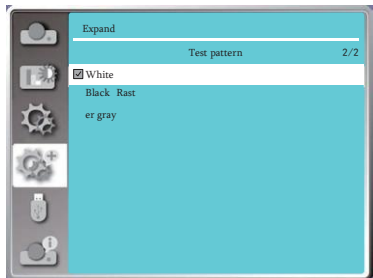 Expand
Test pattern 2/2
White
Black Rast
er gray